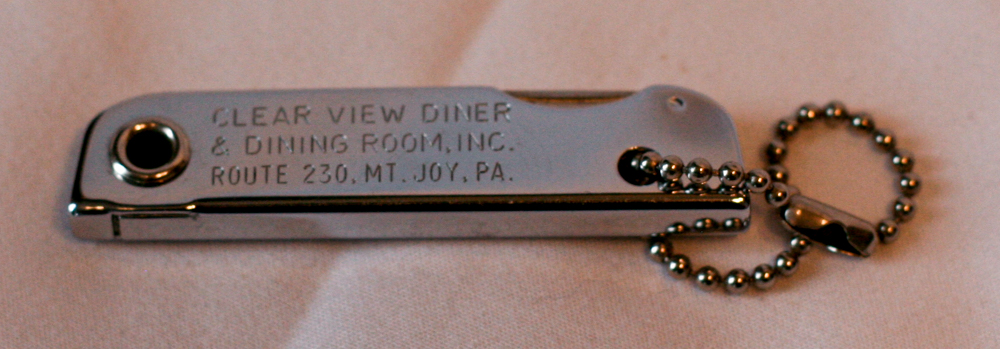 CLEAR VIEW DINER
& DINING ROOM, INC.
ROUTE 230, MT. JOY, PA.